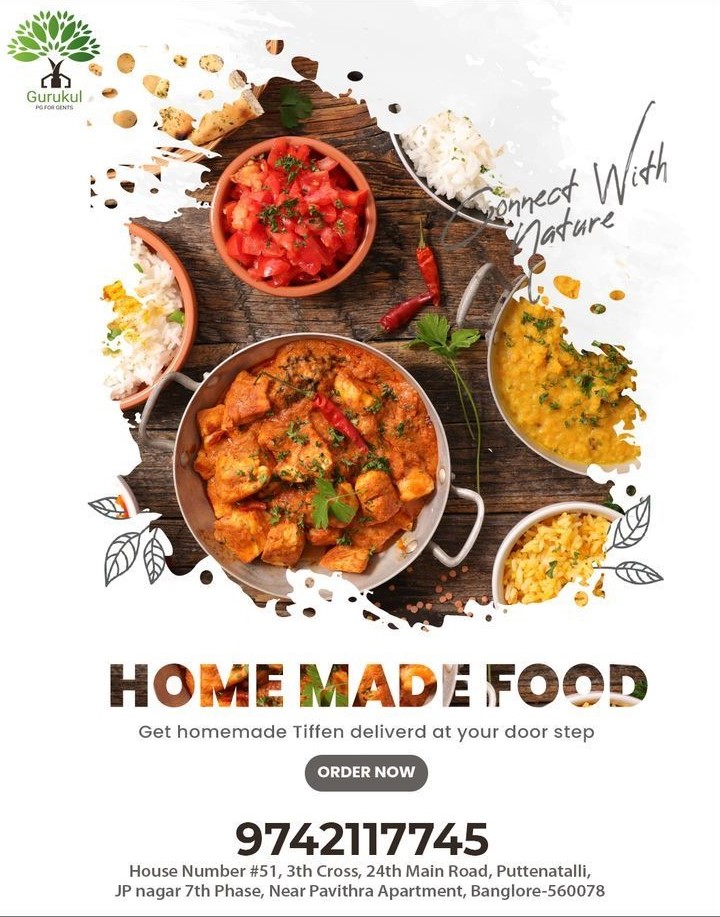 Gurukul
PG FOR GENTS
Connect With
Nature
HOME MADE FOOD
Get homemade Tiffen deliverd at your door step
ORDER NOW
9742117745
House Number #51, 3th Cross, 24th Main Road, Puttenatalli,
JP nagar 7th Phase, Near Pavithra Apartment, Banglore-560078